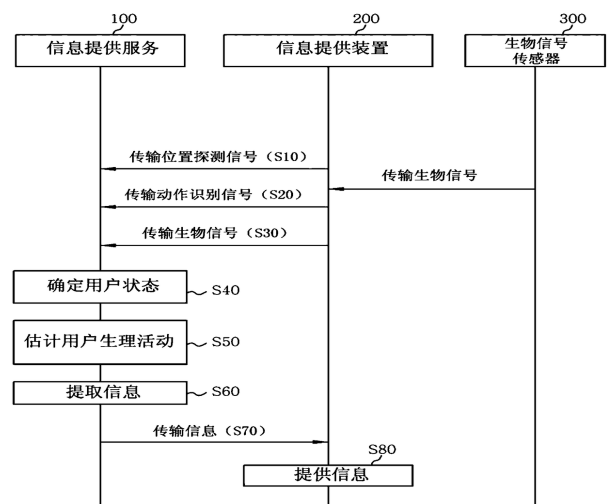 100
200
300
信息提供服务
信息提供装置
生物信号
传感器
传输位置探测信号（S10）
传输生物信号
传输动作识别信号（S20）
传输生物信号（S30）
确定用户状态
S40
估计用户生理活动
S50
提取信息
S60
传输信息（S70）
S80
提供信息